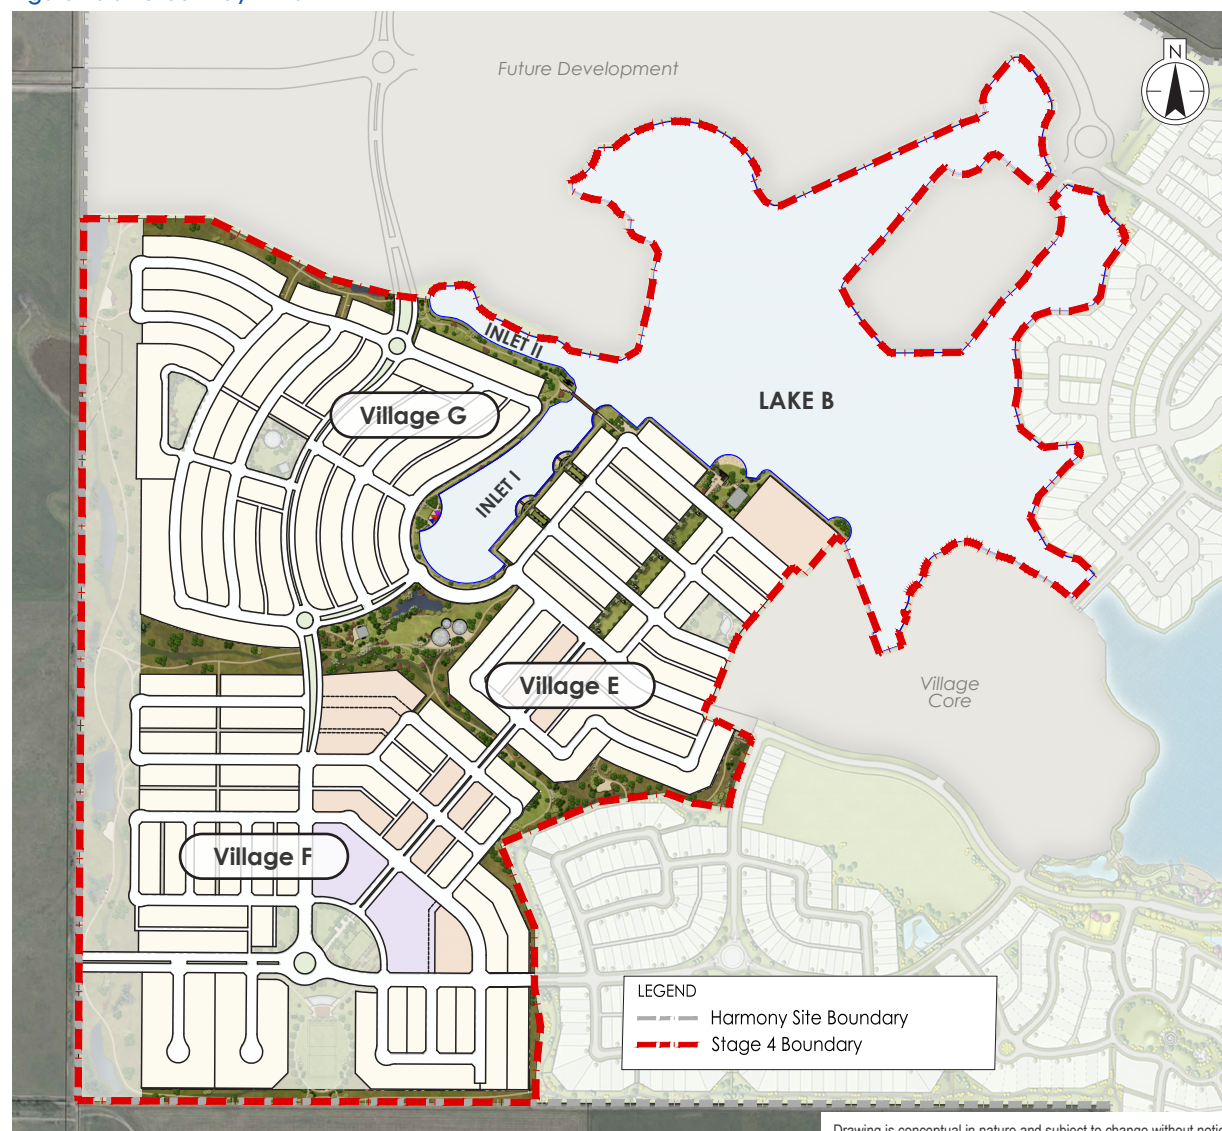 N
Future Development
INLET II
LAKE B
Village G
INLET I
Village E
Village
Core
Village F
LEGEND
Harmony Site Boundary
Stage 4 Boundary
Drawing is conceptual in nature and subject to change without